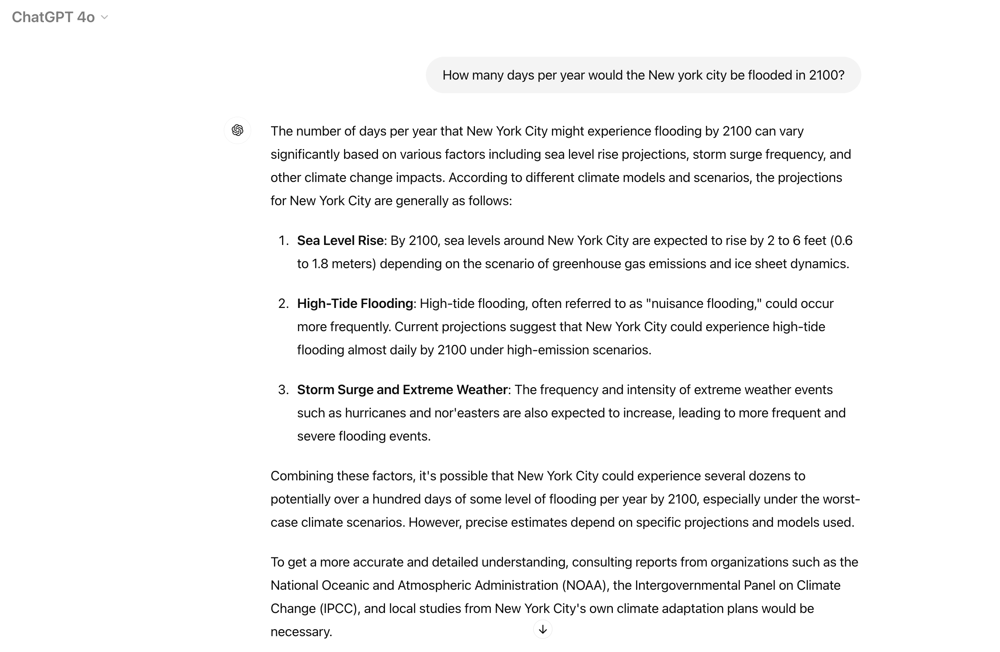 ChatGPT 4o
How many days per year would the New york city be flooded in 2100?
The number of days per year that New York City might experience flooding by 2100 can vary
significantly based on various factors including sea level rise projections, storm surge frequency, and
other climate change impacts. According to different climate models and scenarios, the projections
for New York City are generally as follows:
1. Sea Level Rise: By 2100, sea levels around New York City are expected to rise by 2 to 6 feet (0.6
to 1.8 meters) depending on the scenario of greenhouse gas emissions and ice sheet dynamics.
2. High-Tide Flooding: High-tide flooding, often referred to as "nuisance flooding," could occur
more frequently. Current projections suggest that New York City could experience high-tide
flooding almost daily by 2100 under high-emission scenarios.
3. Storm Surge and Extreme Weather: The frequency and intensity of extreme weather events
such as hurricanes and nor'easters are also expected to increase, leading to more frequent and
severe flooding events.
Combining these factors, it's possible that New York City could experience several dozens to
potentially over a hundred days of some level of flooding per year by 2100, especially under the worst-
case climate scenarios. However, precise estimates depend on specific projections and models used.
To get a more accurate and detailed understanding, consulting reports from organizations such as the
National Oceanic and Atmospheric Administration (NOAA), the Intergovernmental Panel on Climate
Change (IPCC), and local studies from New York City's own climate adaptation plans would be
necessary.